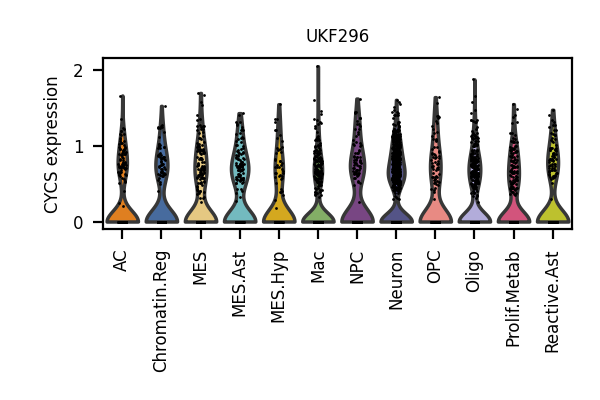 UKF296
CYCS expression
2
1
0
AC
Chromatin.Reg
MES
MES.Ast
MES.Hyp
Mac
NPC
Neuron
OPC
Oligo
Prolif.Metab
Reactive.Ast